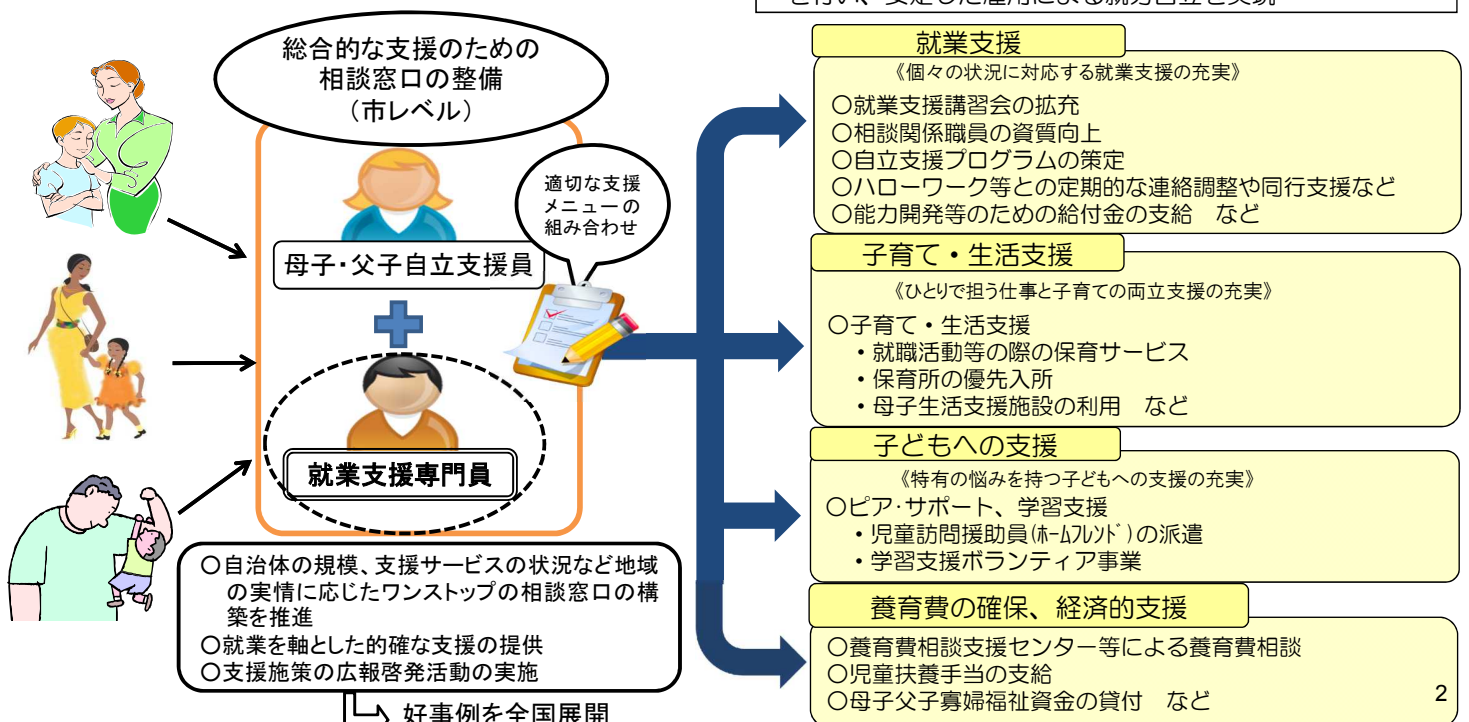 を行い、安定した雇用による就労自立を実現
総合的な支援のための
相談窓口の整備
(市レベル)
適切な支援
メニューの
組み合わせ
母子・父子自立支援員
就業支援専門員
○自治体の規模、支援サービスの状況など地域
の実情に応じたワンストップの相談窓口の構
築を推進
○就業を軸とした的確な支援の提供
○支援施策の広報啓発活動の実施
好事例を全国展開
就業支援
《個々の状況に対応する就業支援の充実》
○就業支援講習会の拡充
○相談関係職員の資質向上
○自立支援プログラムの策定
○ハローワーク等との定期的な連絡調整や同行支援など
○能力開発等のための給付金の支給 など
子育て・生活支援
《ひとりで担う仕事と子育ての両立支援の充実》
○子育て・生活支援
・就職活動等の際の保育サービス
・保育所の優先入所
・母子生活支援施設の利用 など
子どもへの支援
《特有の悩みを持つ子どもへの支援の充実》
○ピア・サポート、学習支援
・児童訪問援助員(ホームフレンド)の派遣
・学習支援ボランティア事業
養育費の確保、経済的支援
○養育費相談支援センター等による養育費相談
○児童扶養手当の支給
○母子父子寡婦福祉資金の貸付 など
2